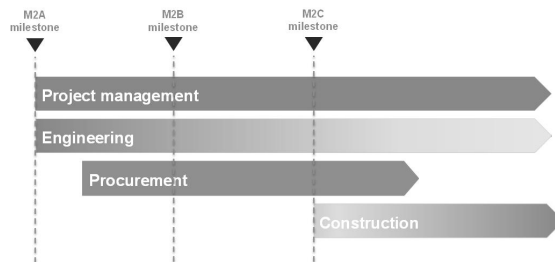 M2A M2B M2C
milestone milestone milestone
Project management
Engineering
Procurement
Construction